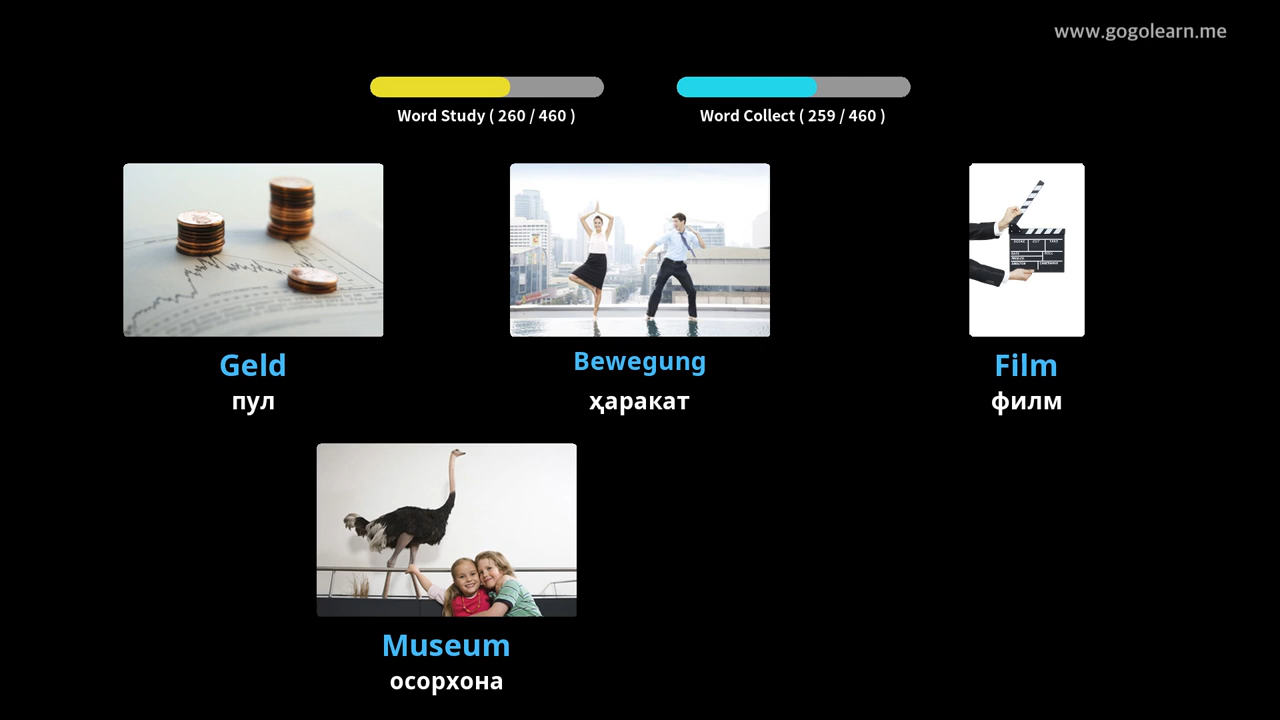 www.gogolearn.me
Word Study ( 260 / 460 )
Word Collect ( 259 / 460 )
Geld
пул
Bewegung
ҳаракат
Film
филм
Museum
осорхона